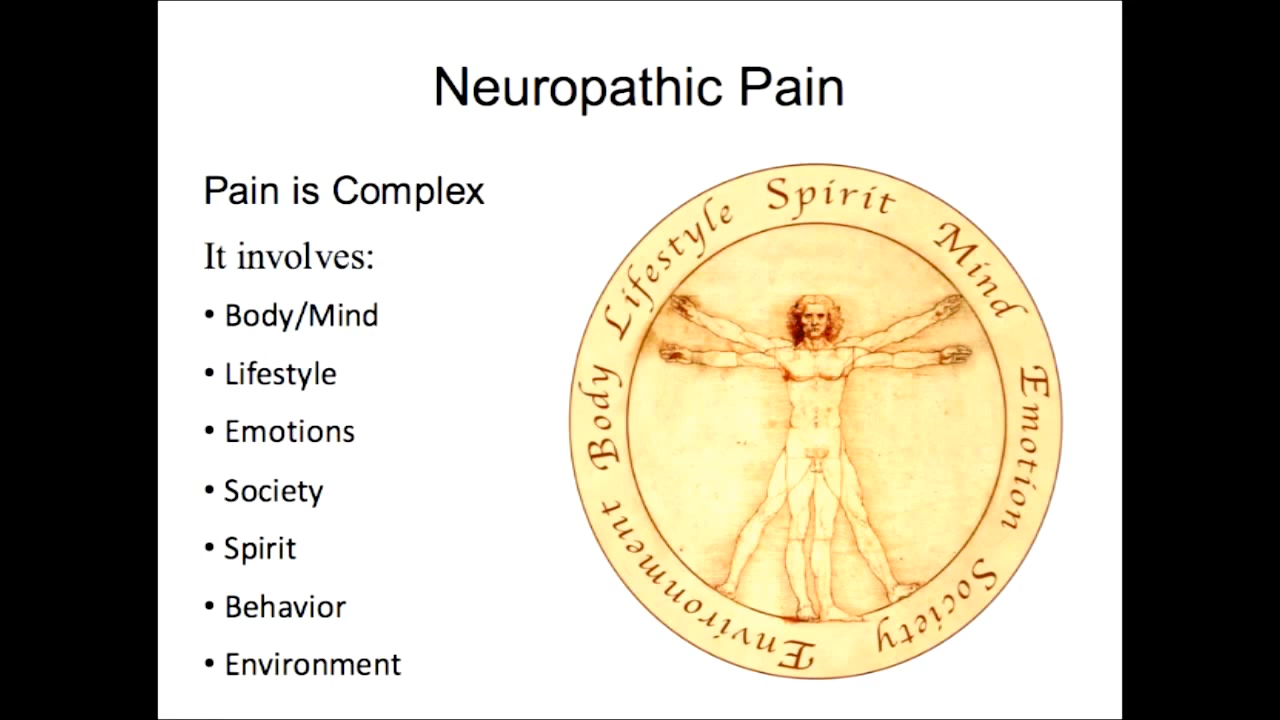 Neuropathic Pain
Pain is Complex
It involves:
• Body/Mind
• Lifestyle
• Emotions
• Society
• Spirit
• Behavior
• Environment
Body
Lifestyle
Spirit
Mind
Emotion
Society
Environment